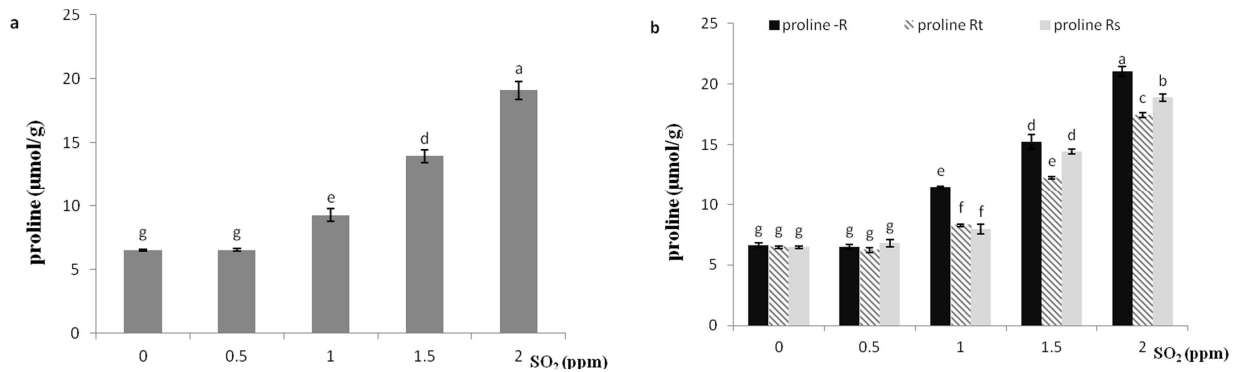 a
25
20
15
10
5
0
proline (µmol/g)
g
g
e
d
a
0 0.5 1 1.5 2 SO2 (ppm)
b
proline -R proline Rt proline Rs
25
20
15
10
5
0
proline (µmol/g)
g g g
g g g
e f f
d e d
a c b
0 0.5 1 1.5 2 SO2 (ppm)